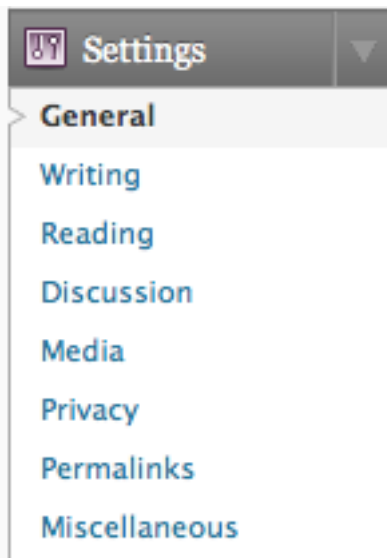 Settings
General
Writing
Reading
Discussion
Media
Privacy
Permalinks
Miscellaneous